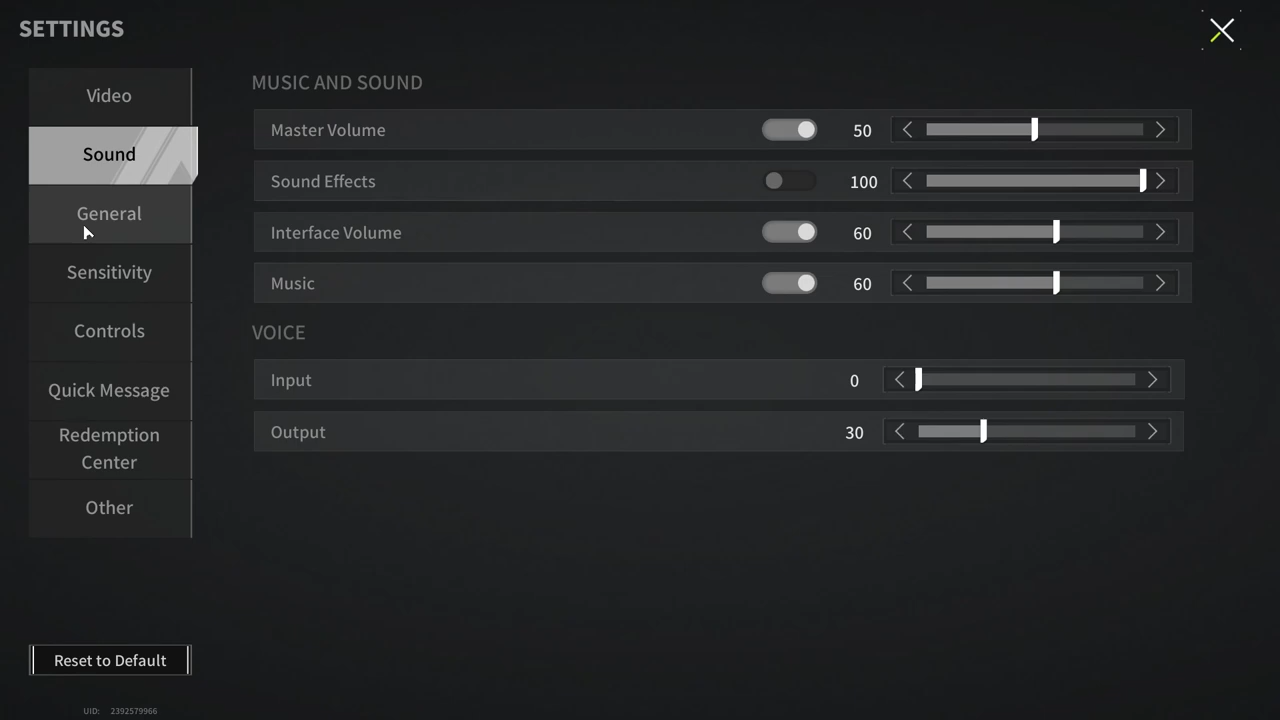 SETTINGS
Video
Sound
General
Sensitivity
Controls
Quick Message
Redemption
Center
Other
Reset to Default
UID: 2392579966
MUSIC AND SOUND
Master Volume 50
Sound Effects 100
Interface Volume 60
Music 60
VOICE
Input 0
Output 30